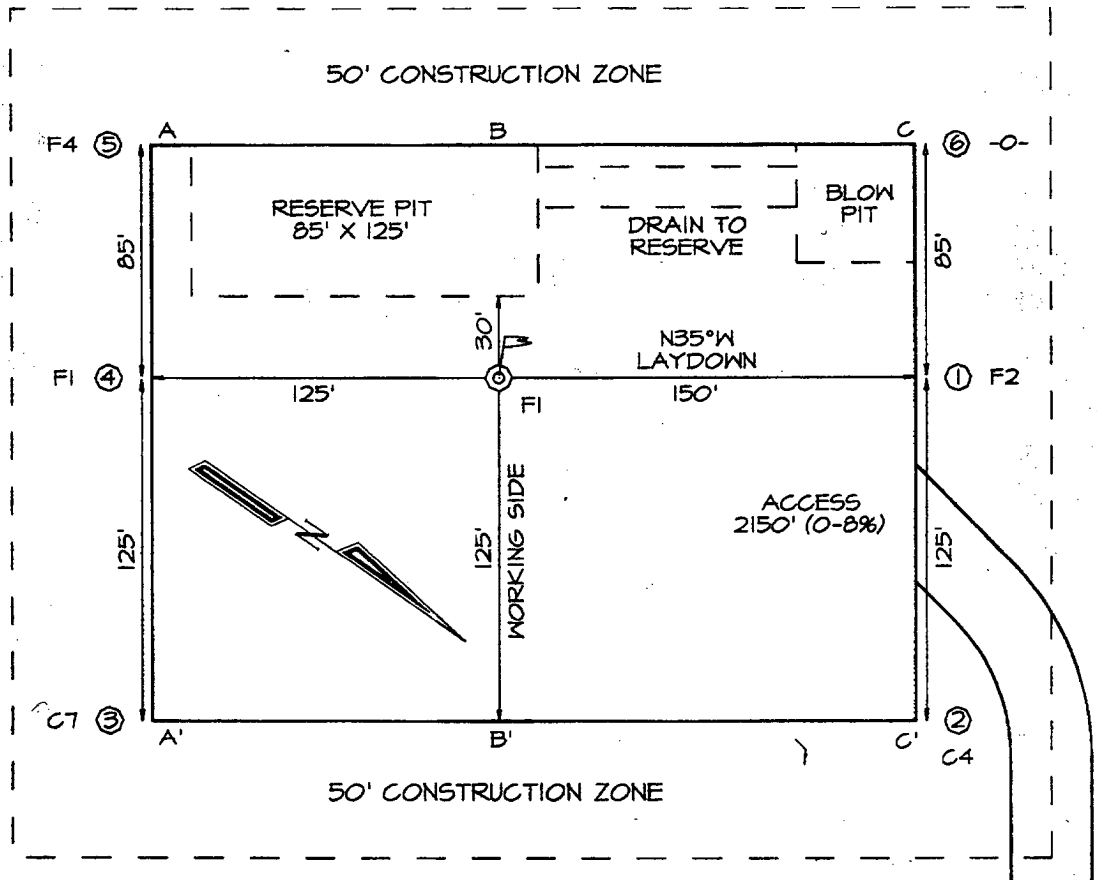 50' CONSTRUCTION ZONE
A
B
C
F4 ⑤
⑥ -0-
RESERVE PIT
85' X 125'
DRAIN TO
RESERVE
BLOW
PIT
85'
85'
30'
N35°W
LAYDOWN
F1 ④
125'
F1
150'
① F2
N
WORKING SIDE
125'
125'
ACCESS
2150' (0-8%)
125'
C7 ③
②
A'
B'
C'
C4
50' CONSTRUCTION ZONE